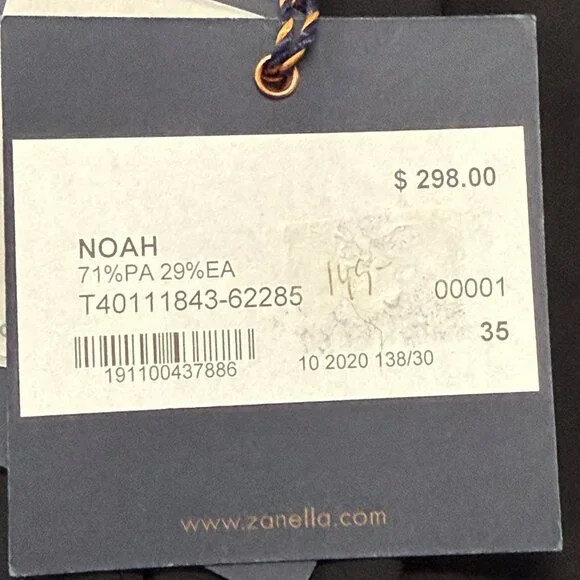 $ 298.00
NOAH
71%PA 29%EA
T40111843-62285
149-
00001
35
191100437886
10 2020 138/30
www.zanella.com